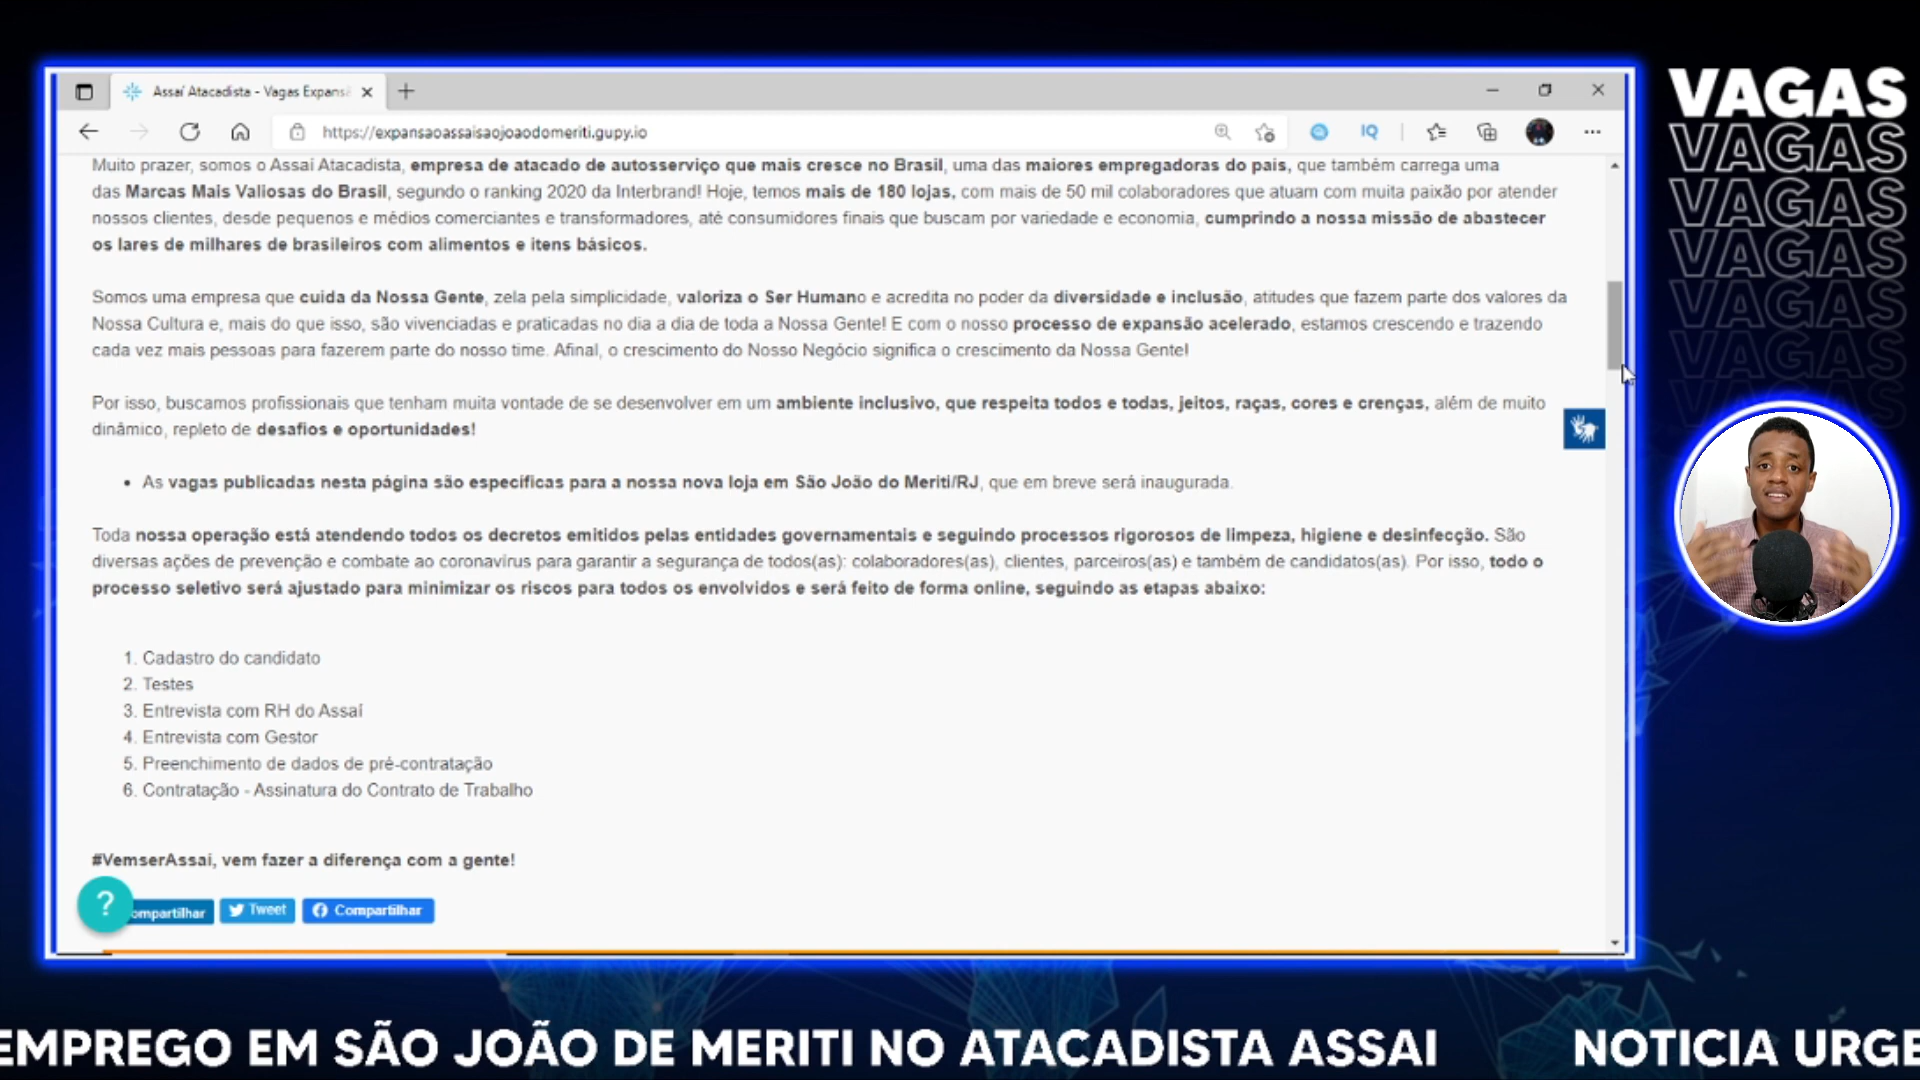 Assaí Atacadista - Vagas Expansã
https://expansaoassaisaojoaodomeriti.gupy.io
IQ
Muito prazer, somos o Assaí Atacadista, empresa de atacado de autosserviço que mais cresce no Brasil, uma das maiores empregadoras do país, que também carrega uma
das Marcas Mais Valiosas do Brasil, segundo o ranking 2020 da Interbrand! Hoje, temos mais de 180 lojas, com mais de 50 mil colaboradores que atuam com muita paixão por atender
nossos clientes, desde pequenos e médios comerciantes e transformadores, até consumidores finais que buscam por variedade e economia, cumprindo a nossa missão de abastecer
os lares de milhares de brasileiros com alimentos e itens básicos.
Somos uma empresa que cuida da Nossa Gente, zela pela simplicidade, valoriza o Ser Humano e acredita no poder da diversidade e inclusão, atitudes que fazem parte dos valores da
Nossa Cultura e, mais do que isso, são vivenciadas e praticadas no dia a dia de toda a Nossa Gente! E com o nosso processo de expansão acelerado, estamos crescendo e trazendo
cada vez mais pessoas para fazerem parte do nosso time. Afinal, o crescimento do Nosso Negócio significa o crescimento da Nossa Gente!
Por isso, buscamos profissionais que tenham muita vontade de se desenvolver em um ambiente inclusivo, que respeita todos e todas, jeitos, raças, cores e crenças, além de muito
dinâmico, repleto de desafios e oportunidades!
• As vagas publicadas nesta página são específicas para a nossa nova loja em São João do Meriti/RJ, que em breve será inaugurada.
Toda nossa operação está atendendo todos os decretos emitidos pelas entidades governamentais e seguindo processos rigorosos de limpeza, higiene e desinfecção. São
diversas ações de prevenção e combate ao coronavírus para garantir a segurança de todos(as): colaboradores(as), clientes, parceiros(as) e também de candidatos(as). Por isso, todo o
processo seletivo será ajustado para minimizar os riscos para todos os envolvidos e será feito de forma online, seguindo as etapas abaixo:
1. Cadastro do candidato
2. Testes
3. Entrevista com RH do Assaí
4. Entrevista com Gestor
5. Preenchimento de dados de pré-contratação
6. Contratação - Assinatura do Contrato de Trabalho
#VemserAssaí, vem fazer a diferença com a gente!
?
ompartilhar
Tweet
Compartilhar
VAGAS
VAGAS
VAGAS
VAGAS
VAGAS
VAGAS
VAGAS
EMPREGO EM SÃO JOÃO DE MERITI NO ATACADISTA ASSAI NOTICIA URGE